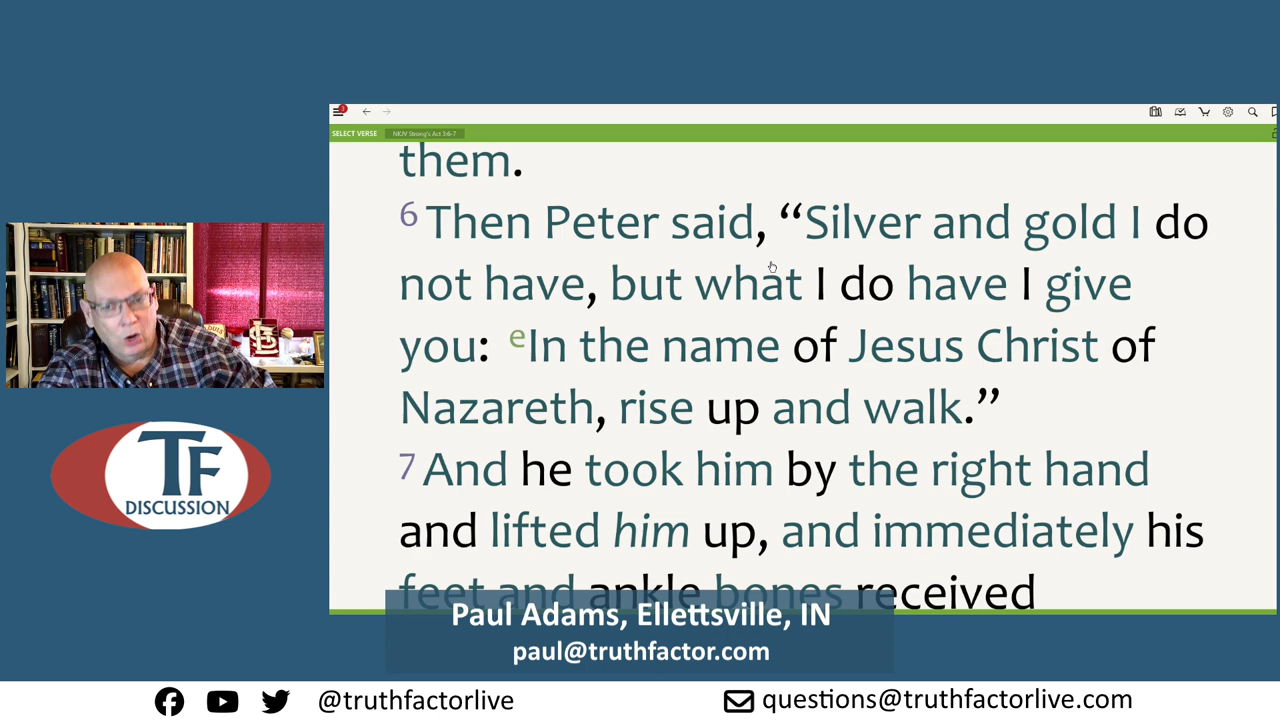 SELECT VERSE NKJV Strong's Act 3:6-7
them.
6 Then Peter said, “Silver and gold I do
not have, but what I do have I give
you: eIn the name of Jesus Christ of
Nazareth, rise up and walk.”
7 And he took him by the right hand
and lifted him up, and immediately his
feet and ankle bones received
TF
DISCUSSION
Paul Adams, Ellettsville, IN
paul@truthfactor.com
@truthfactorlive
questions@truthfactorlive.com